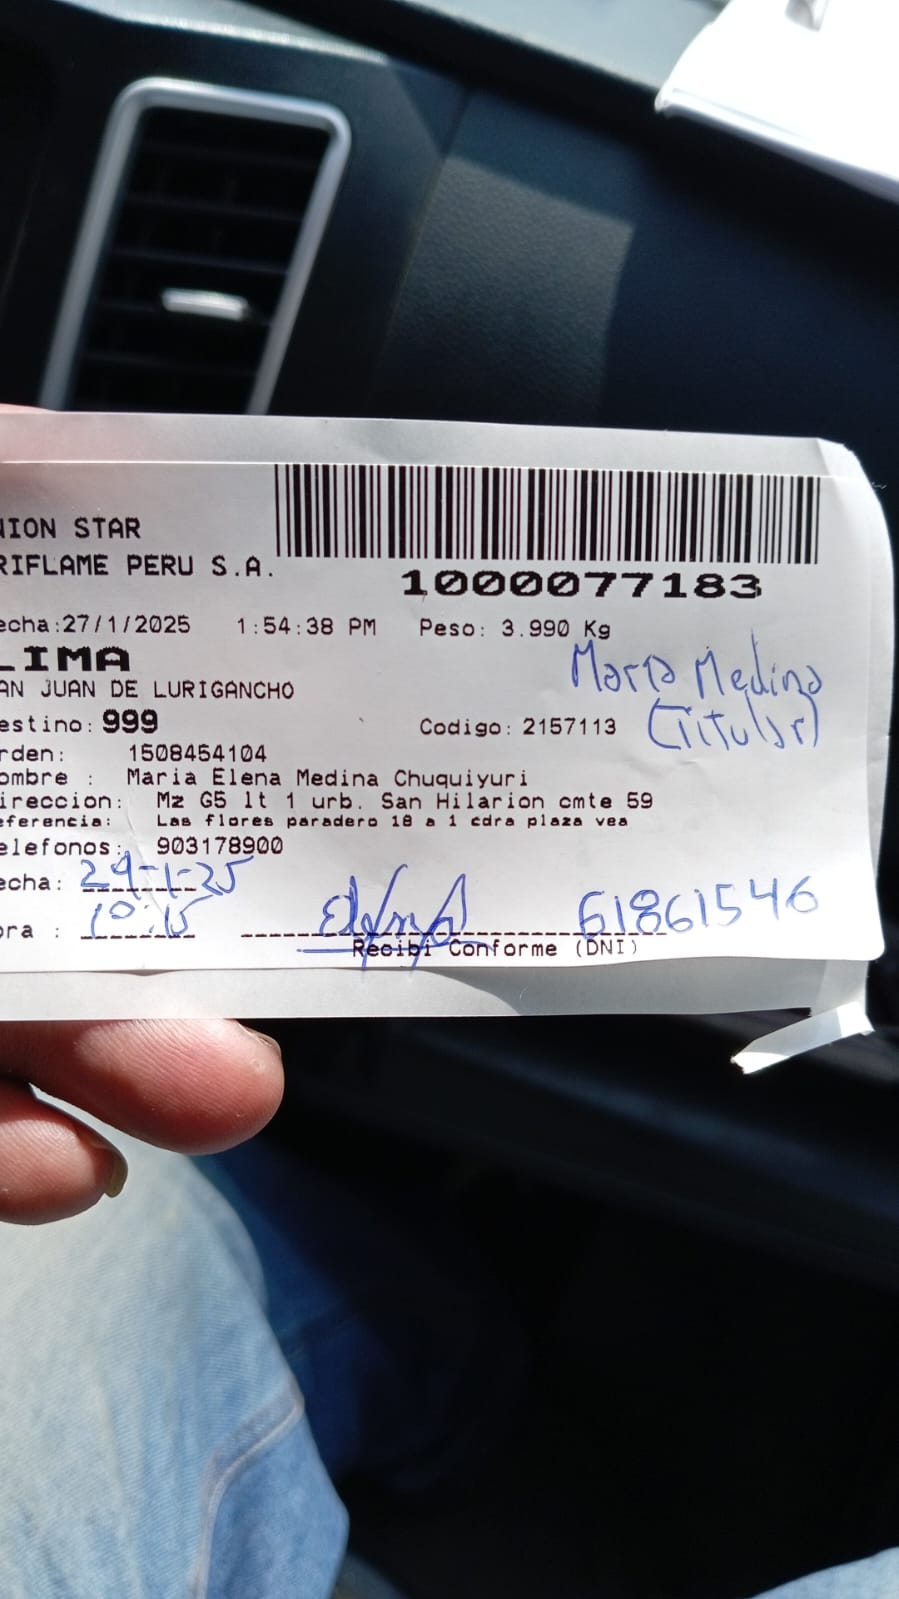 NION STAR
RIFLAME PERU S.A.
1000077183
echa:27/1/2025 1:54:38 PM Peso: 3.990 Kg
LIMA
Maria Medina
AN JUAN DE LURIGANCHO
(Titular)
estino: 999 Codigo: 2157113
rden: 1508454104
ombre : Maria Elena Medina Chuquiyuri
ireccion: Mz G5 lt 1 urb. San Hilarion cmte 59
eferencia: Las flores paradero 18 a 1 cdra plaza vea
elefonos: 903178900
echa: 29-1-25
ora : 10:15 61861546
Recibi Conforme (DNI)